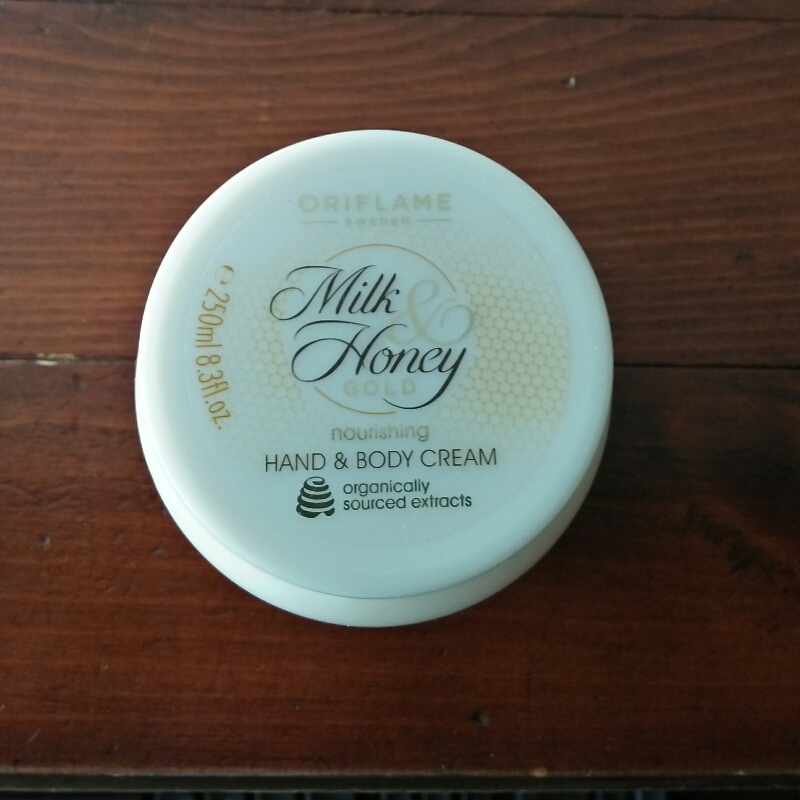 ORIFLAME
SWEDEN
Milk &
Honey
GOLD
nourishing
HAND & BODY CREAM
organically
sourced extracts
℮ 250ml 8.3fl.oz.